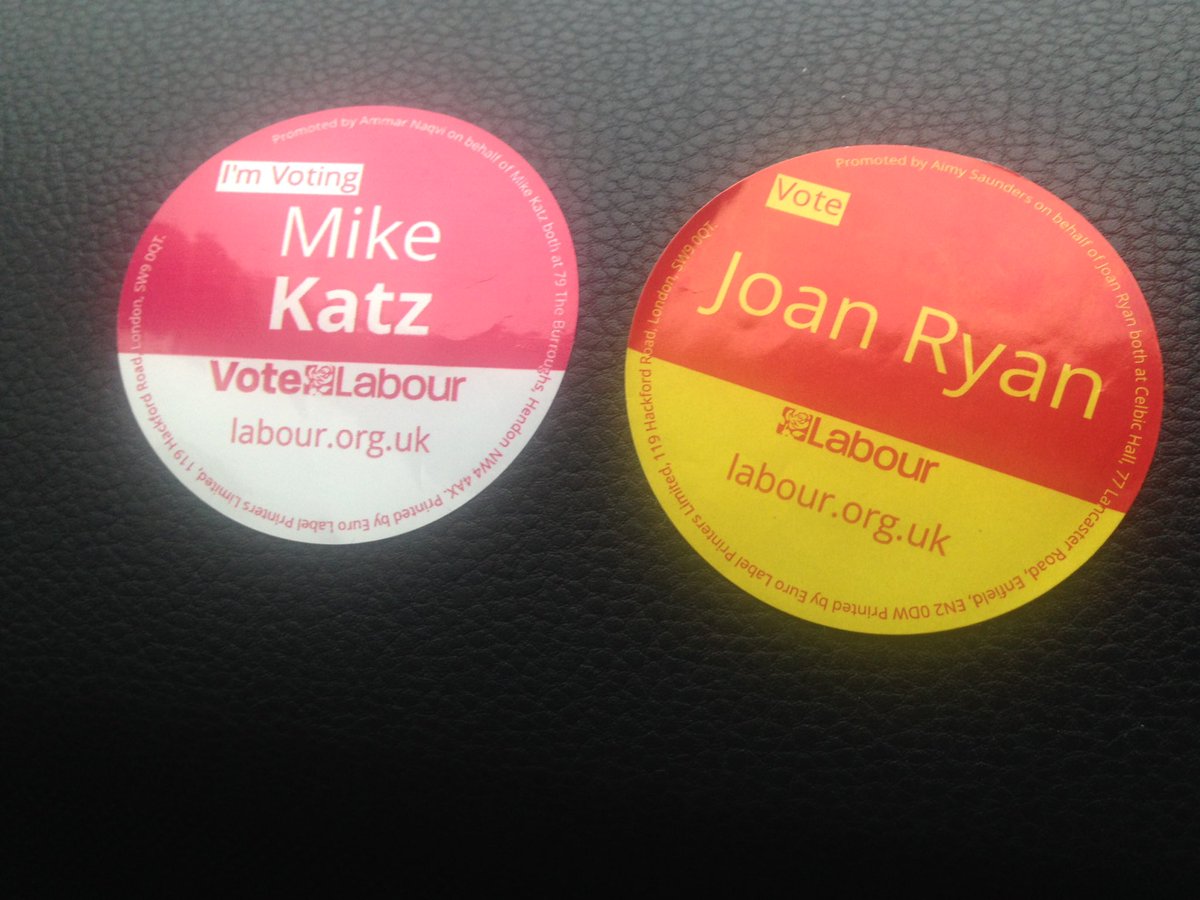 Promoted by Ammar Naqvi on behalf of Mike Katz both at 79 The Burroughs, Hendon NW4 4AX. Printed by Euro Label Printers Limited, 119 Hackford Road, London, SW9 0QT.
I'm Voting
Mike
Katz
Vote Labour
labour.org.uk
Promoted by Aimy Saunders on behalf of Joan Ryan both at Celbic Hall, 77 Lancaster Road, Enfield, EN2 0DW Printed by Euro Label Printers Limited, 119 Hackford Road, London, SW9 0QT.
Vote
Joan Ryan
Labour
labour.org.uk